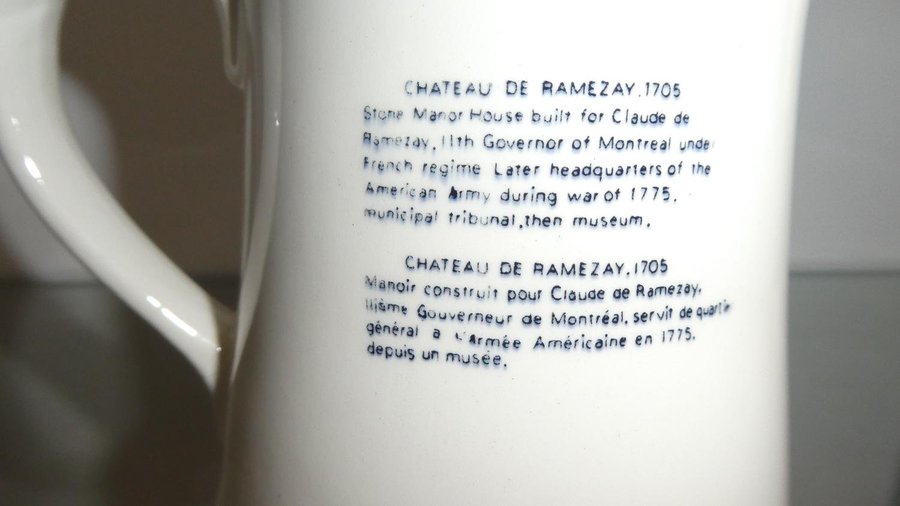 CHATEAU DE RAMEZAY, 1705
Stone Manor House built for Claude de
Ramezay, 11th Governor of Montreal under
French regime Later headquarters of the
American Army during war of 1775,
municipal tribunal, then museum.
CHATEAU DE RAMEZAY, 1705
Manoir construit pour Claude de Ramezay,
11ième Gouverneur de Montréal, servit de quartier
général a L'Armée Américaine en 1775,
depuis un musée.